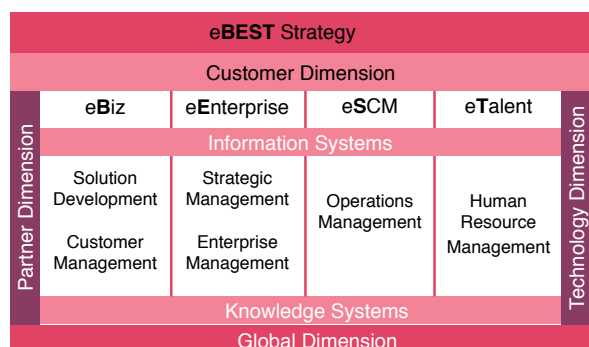 eBEST Strategy
Customer Dimension
Partner Dimension
eBiz
eEnterprise
eSCM
eTalent
Technology Dimension
Information Systems
Solution
Development
Customer
Management
Strategic
Management
Enterprise
Management
Operations
Management
Human
Resource
Management
Knowledge Systems
Global Dimension